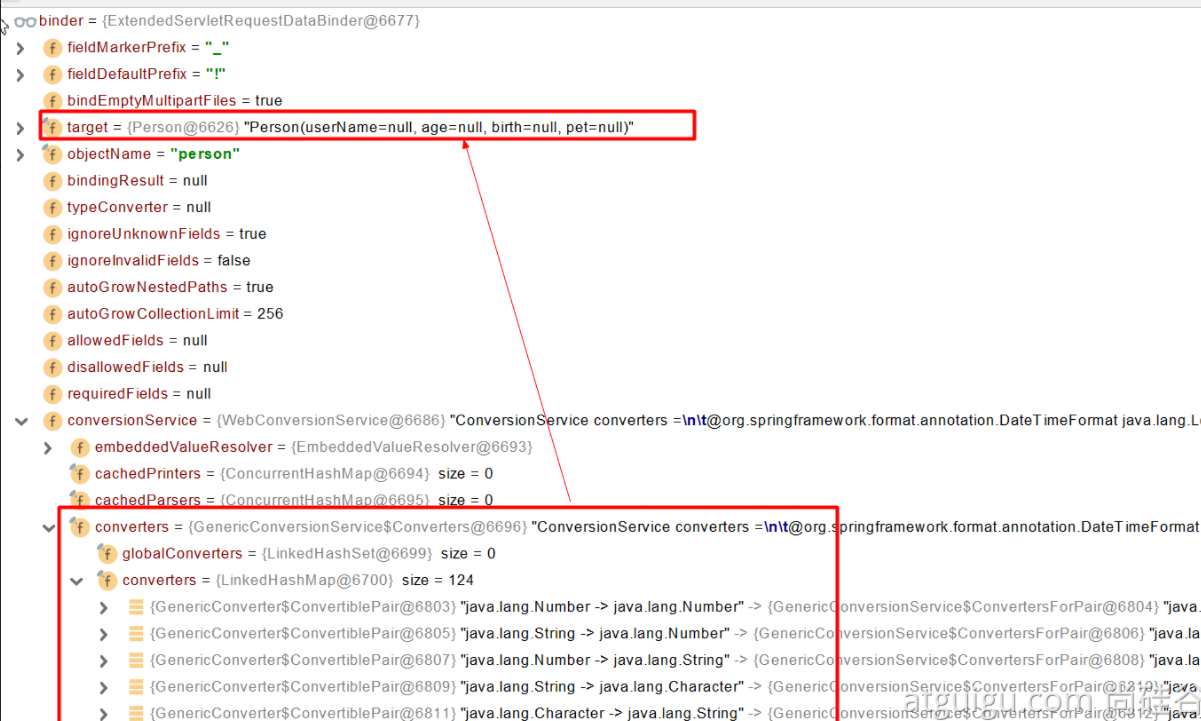 binder = {ExtendedServletRequestDataBinder@6677}
fieldMarkerPrefix = "_"
fieldDefaultPrefix = "!"
bindEmptyMultipartFiles = true
target = {Person@6626} "Person(userName=null, age=null, birth=null, pet=null)"
objectName = "person"
bindingResult = null
typeConverter = null
ignoreUnknownFields = true
ignoreInvalidFields = false
autoGrowNestedPaths = true
autoGrowCollectionLimit = 256
allowedFields = null
disallowedFields = null
requiredFields = null
conversionService = {WebConversionService@6686} "ConversionService converters =\n\t@org.springframework.format.annotation.DateTimeFormat java.lang.L
embeddedValueResolver = {EmbeddedValueResolver@6693}
cachedPrinters = {ConcurrentHashMap@6694} size = 0
cachedParsers = {ConcurrentHashMap@6695} size = 0
converters = {GenericConversionService$Converters@6696} "ConversionService converters =\n\t@org.springframework.format.annotation.DateTimeFormat
globalConverters = {LinkedHashSet@6699} size = 0
converters = {LinkedHashMap@6700} size = 124
{GenericConverter$ConvertiblePair@6803} "java.lang.Number -> java.lang.Number" -> {GenericConversionService$ConvertersForPair@6804} "java.
{GenericConverter$ConvertiblePair@6805} "java.lang.String -> java.lang.Number" -> {GenericConversionService$ConvertersForPair@6806} "java.la
{GenericConverter$ConvertiblePair@6807} "java.lang.Number -> java.lang.String" -> {GenericConversionService$ConvertersForPair@6808} "java.la
{GenericConverter$ConvertiblePair@6809} "java.lang.String -> java.lang.Character" -> {GenericConversionService$ConvertersForPair@6810} "java
{GenericConverter$ConvertiblePair@6811} "java.lang.Character -> java.lang.String" -> {GenericConversionService$ConvertersForPair@6812} "java
atguigu.com 尚硅谷